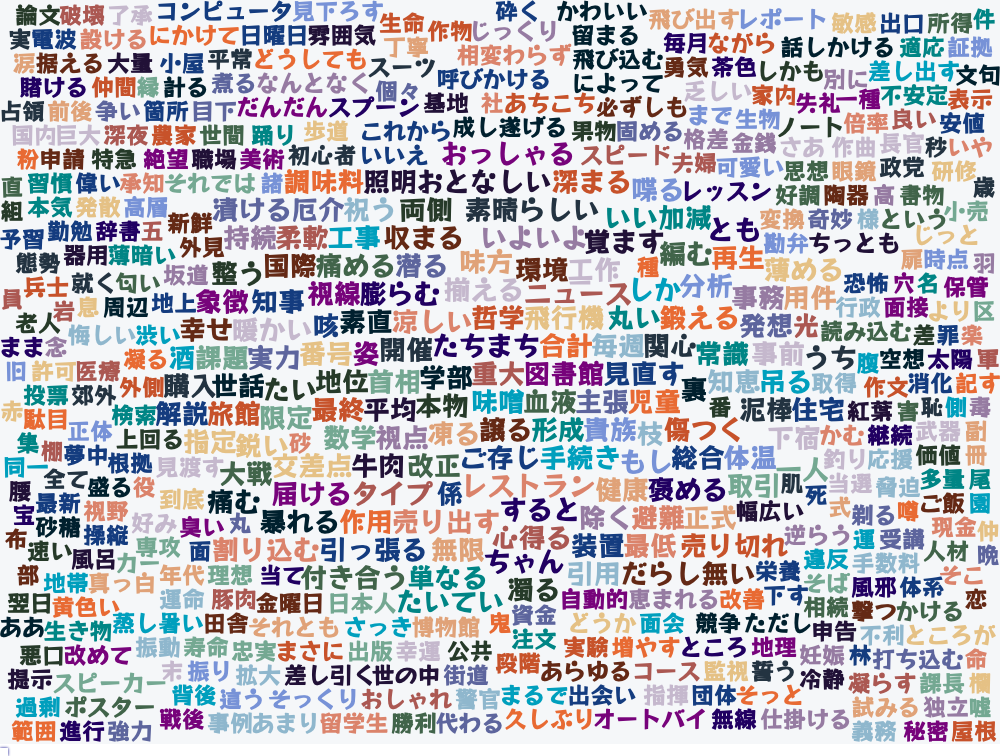 論文 破壊 了承 コンピュータ 見下ろす 生命 作物 砕く かわいい 飛び出す レポート 敏感 出口 所得 件
実 電波 設ける にかけて 日曜日 雰囲気 丁寧 じっくり 留まる 毎月 ながら 話しかける 適応 証拠
涙 据える 大量 小屋 平常 どうしても スーツ 相変わらず 飛び込む 勇気 茶色 しかも 別に 差し出す 文句
賭ける 仲間 緑 計る 煮る なんとなく 個々 呼びかける によって 乏しい 家内 失礼 一種 不安定 表示
占領 前後 争い 箇所 目下 だんだん スプーン 基地 社 あちこち 必ずしも まで 生物 ノート 倍率 良い 安値
国内 巨大 深夜 農家 世間 踊り 歩道 これから 成し遂げる 果物 固める 格差 金銭 さあ 作曲 長官 秒 いや
粉 申請 特急 絶望 職場 美術 初心者 いいえ おっしゃる スピード 夫婦 可愛い 思想 眼鏡 政党 研修
直 習慣 偉い 承知 それでは 諸 調味料 照明 おとなしい 深まる 喋る レッスン 好調 陶器 高 書物 歳
組 本気 発散 高層 新鮮 漬ける 厄介 祝う 両側 素晴らしい いい加減 とも 変換 奇妙 様 という 小売
予習 勤勉 辞書 五 外見 持続 柔軟 工事 収まる いよいよ 覚ます 編む 再生 勘弁 ちっとも じっと
態勢 器用 薄暗い 坂道 整う 国際 痛める 潜る 味方 環境 工作 種 薄める 扉 時点 羽
員 兵士 就く 匂い 地上 象徴 知事 視線 膨らむ 揃える ニュース しか 分析 事務 用件 恐怖 穴 名 保管
老人 岩 息 周辺 咳 素直 涼しい 哲学 飛行機 丸い 鍛える 発想 光 行政 面接 より 区
まま 念 悔しい 渋い 幸せ 暖かい 姿 開催 たちまち 合計 毎週 関心 常識 事前 うち 読み込む 差 罪 楽
旧 許可 医療 凝る 酒 課題 実力 番号 首相 学部 重大 図書館 見直す 裏 知恵 吊る 取得 腹 空想 太陽 軍
投票 郊外 外側 購入 世話 たい 地位 本物 味噌 血液 主張 児童 番 泥棒 住宅 作文 消化 記す
赤 駄目 正体 検索 解説 旅館 限定 最終 平均 譲る 形成 貴族 枝 傷つく 紅葉 害 恥 側 毒
集 棚 夢中 根拠 上回る 指定 鋭い 砂 数学 視点 凍る 下宿 かむ 継続 武器 副
同一 全て 見渡す 大戦 交差点 牛肉 改正 ご存じ 手続き もし 総合 体温 一人 釣り 応援 価値 冊
腰 最新 盛る 役 到底 痛む 届ける タイプ 係 レストラン 健康 褒める 取引 肌 死 当選 脅迫 多量 尾
宝 砂糖 視野 好み 臭い 丸 暴れる 作用 売り出す すると 除く 避難 正式 幅広い 式 剃る 噂 ご飯 園
布 速い 操縦 風呂 カー 専攻 面 割り込む 引っ張る 無限 心得る 装置 最低 売り切れ 逆らう 運 受講 現金 仲
部 地帯 真っ白 年代 理想 当て 付き合う 単なる ちゃん 引用 だらし無い 栄養 違反 手数料 人材 晩
翌日 黄色い 運命 豚肉 金曜日 日本人 たいてい 濁る 自動的 恵まれる 改善 下す そば 風邪 体系 そこ 恋
ああ 生き物 蒸し暑い 田舎 それとも さっき 博物館 鬼 資金 注文 どうか 面会 競争 ただし 相続 申告 撃つ かける
悪口 改めて 振動 寿命 忠実 まさに 出版 幸運 公共 段階 実験 増やす ところ 地理 妊娠 不利 ところが
提示 スピーカー 末 振り 拡大 差し引く 世の中 街道 あらゆる コース 監視 誓う 冷静 林 打ち込む 命
過剰 ポスター 背後 違う そっくり おしゃれ 警官 まるで 出会い 指揮 団体 そっと 凝らす 課長 欄
範囲 進行 強力 戦後 事例 あまり 留学生 勝利 代わる 久しぶり オートバイ 無線 仕掛ける 試みる 独立 嘘
義務 秘密 屋根